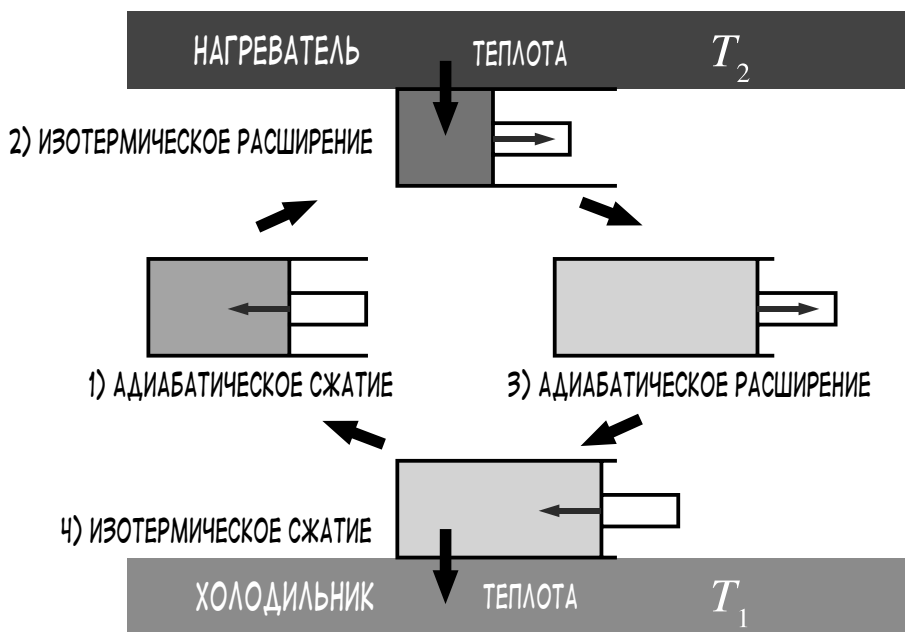 НАГРЕВАТЕЛЬ ТЕПЛОТА T₂
2) ИЗОТЕРМИЧЕСКОЕ РАСШИРЕНИЕ
1) АДИАБАТИЧЕСКОЕ СЖАТИЕ
3) АДИАБАТИЧЕСКОЕ РАСШИРЕНИЕ
4) ИЗОТЕРМИЧЕСКОЕ СЖАТИЕ
ХОЛОДИЛЬНИК ТЕПЛОТА T₁